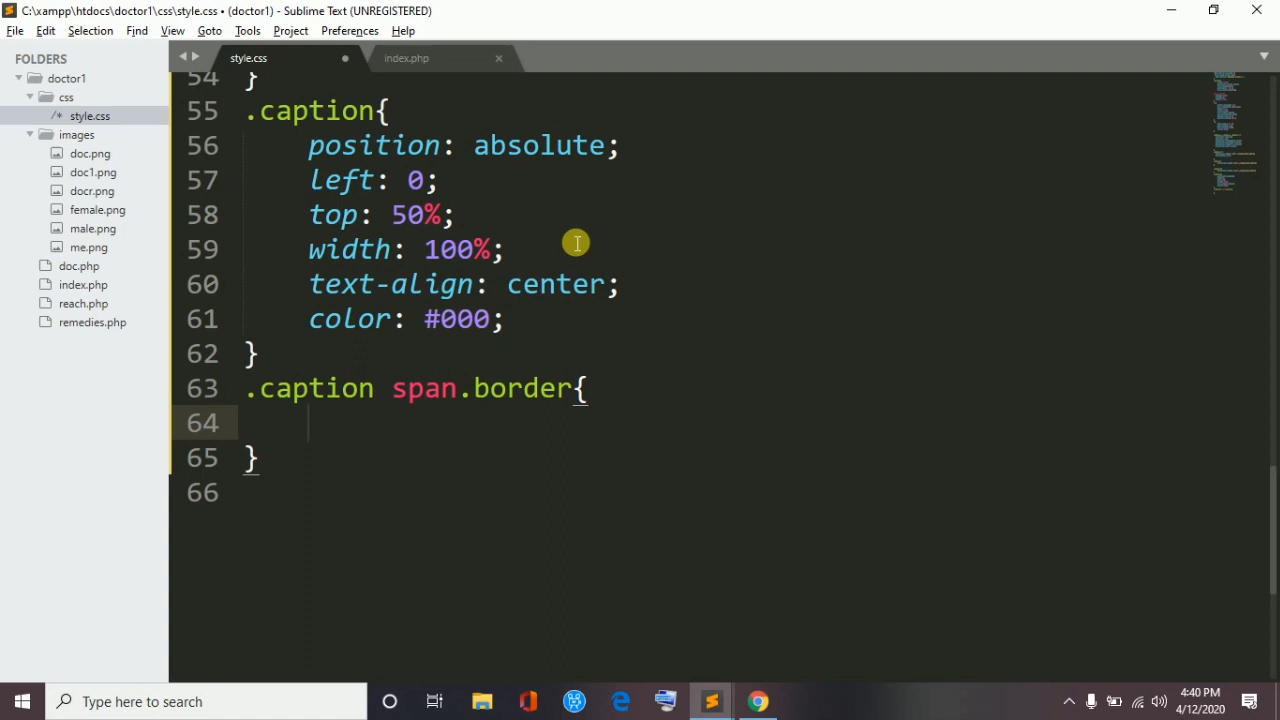 C:\xampp\htdocs\doctor1\css\style.css • (doctor1) - Sublime Text (UNREGISTERED)
File Edit Selection Find View Goto Tools Project Preferences Help
FOLDERS
doctor1
css
/* style.css
images
doc.png
doc1.png
docr.png
female.png
male.png
me.png
doc.php
index.php
reach.php
remedies.php
style.css index.php
54 }
55 .caption{
56 position: absolute;
57 left: 0;
58 top: 50%;
59 width: 100%;
60 text-align: center;
61 color: #000;
62 }
63 .caption span.border{
64
65 }
66
Type here to search
4:40 PM
4/12/2020